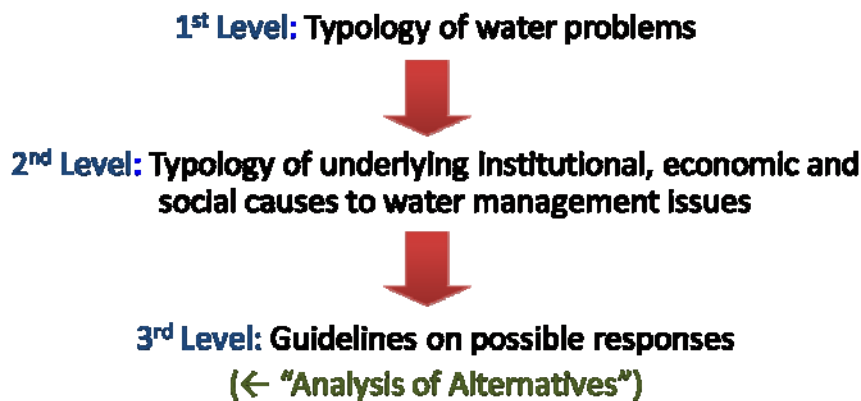 1st Level: Typology of water problems
2nd Level: Typology of underlying institutional, economic and
social causes to water management issues
3rd Level: Guidelines on possible responses
(← “Analysis of Alternatives”)